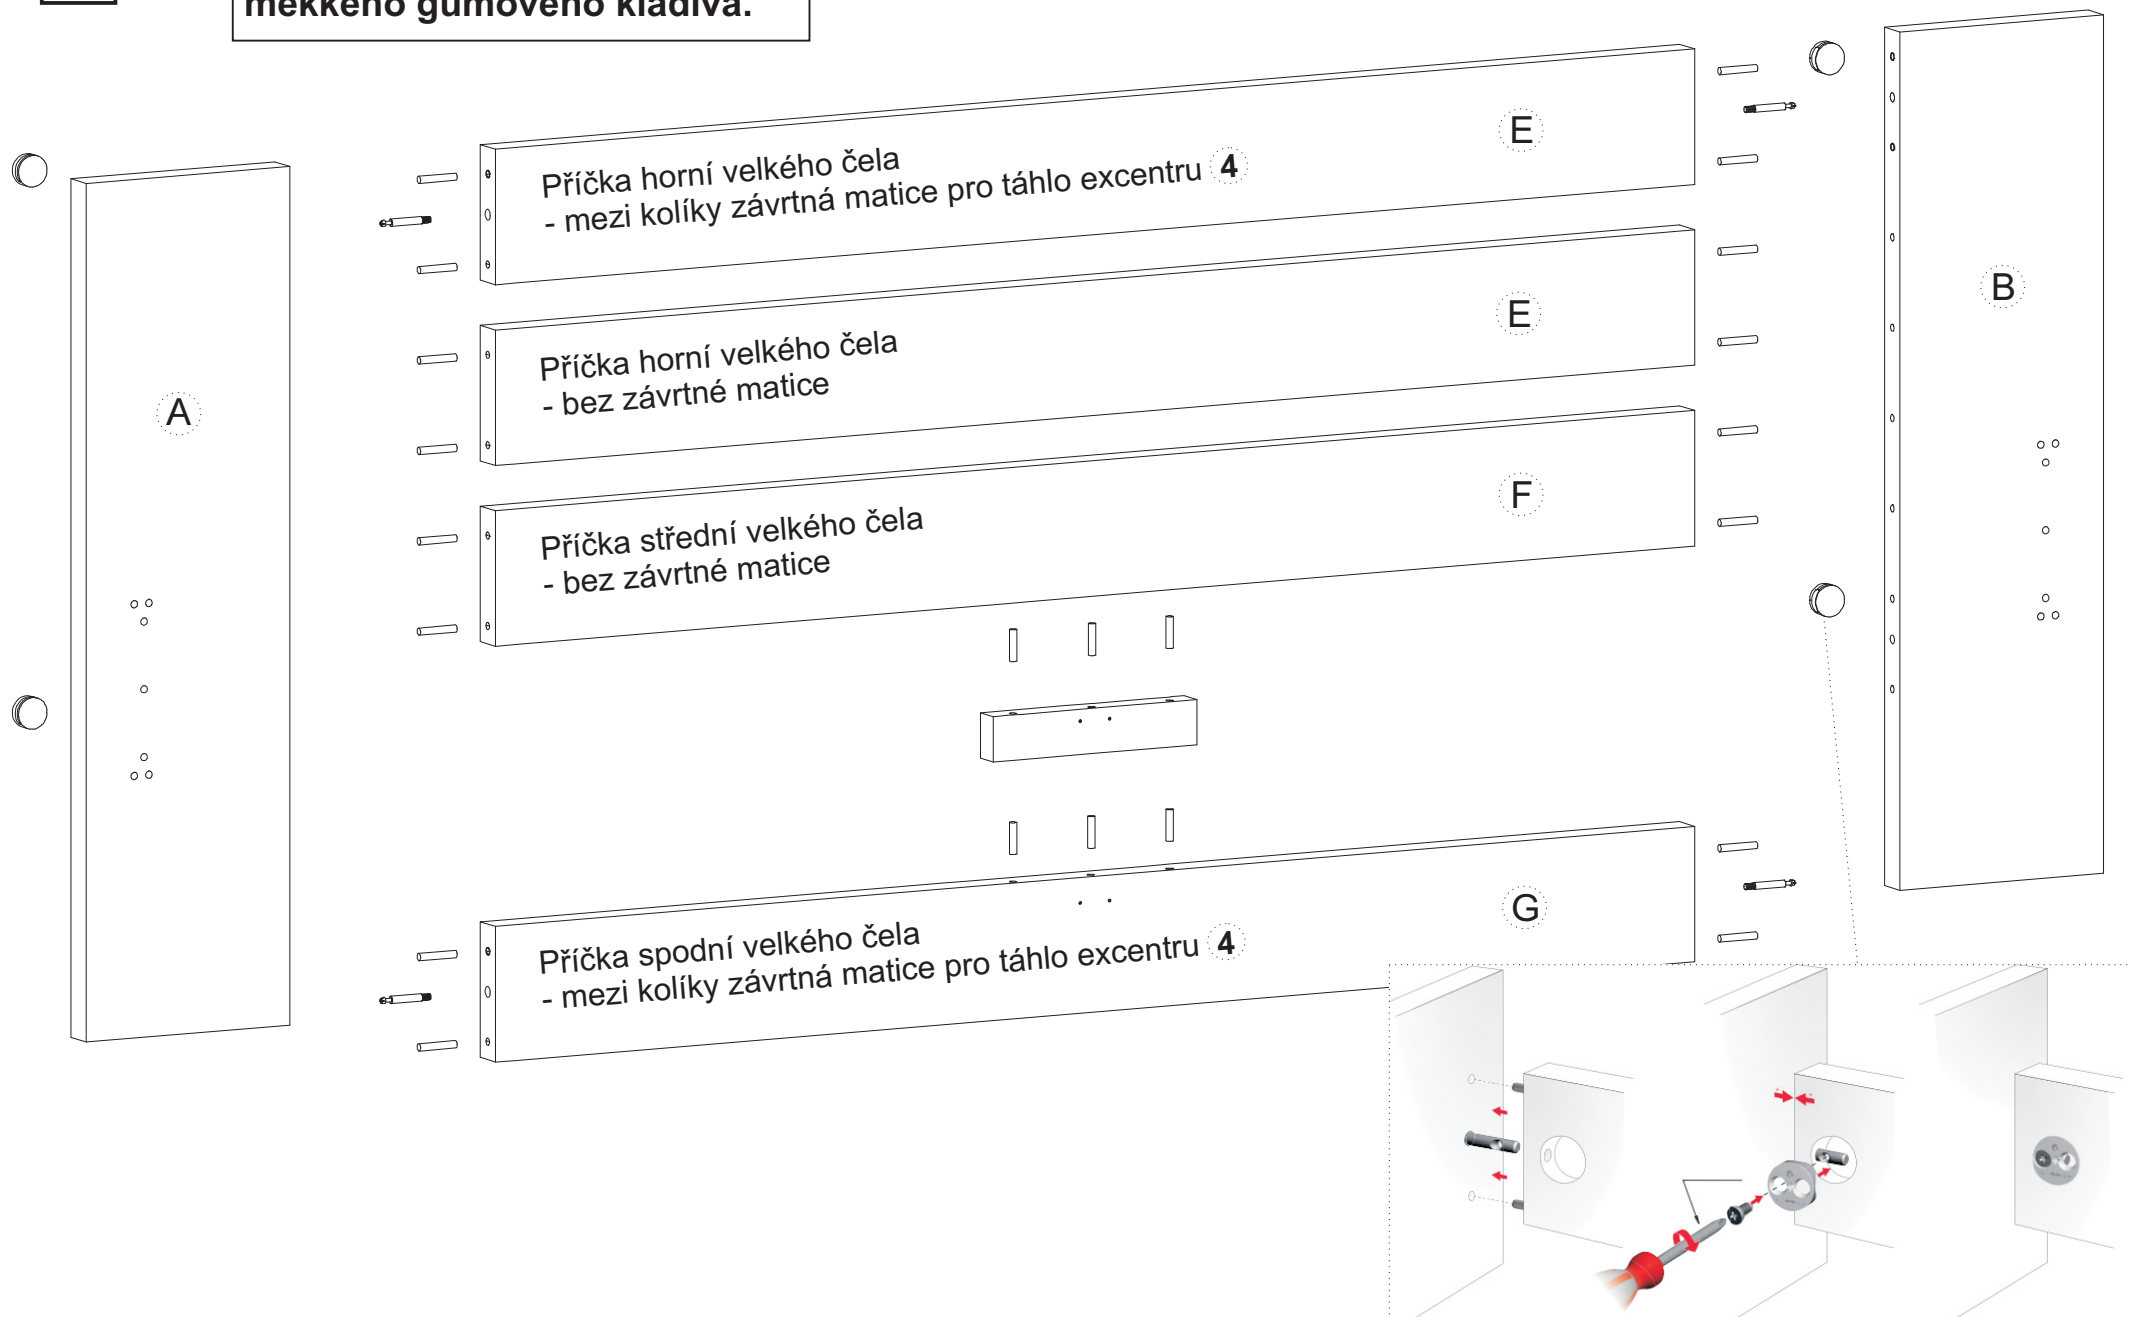 měkkého gumového kladiva.
E
Příčka horní velkého čela
- mezi kolíky závrtná matice pro táhlo excentru 4
B
E
Příčka horní velkého čela
- bez závrtné matice
A
F
Příčka střední velkého čela
- bez závrtné matice
G
Příčka spodní velkého čela
- mezi kolíky závrtná matice pro táhlo excentru 4